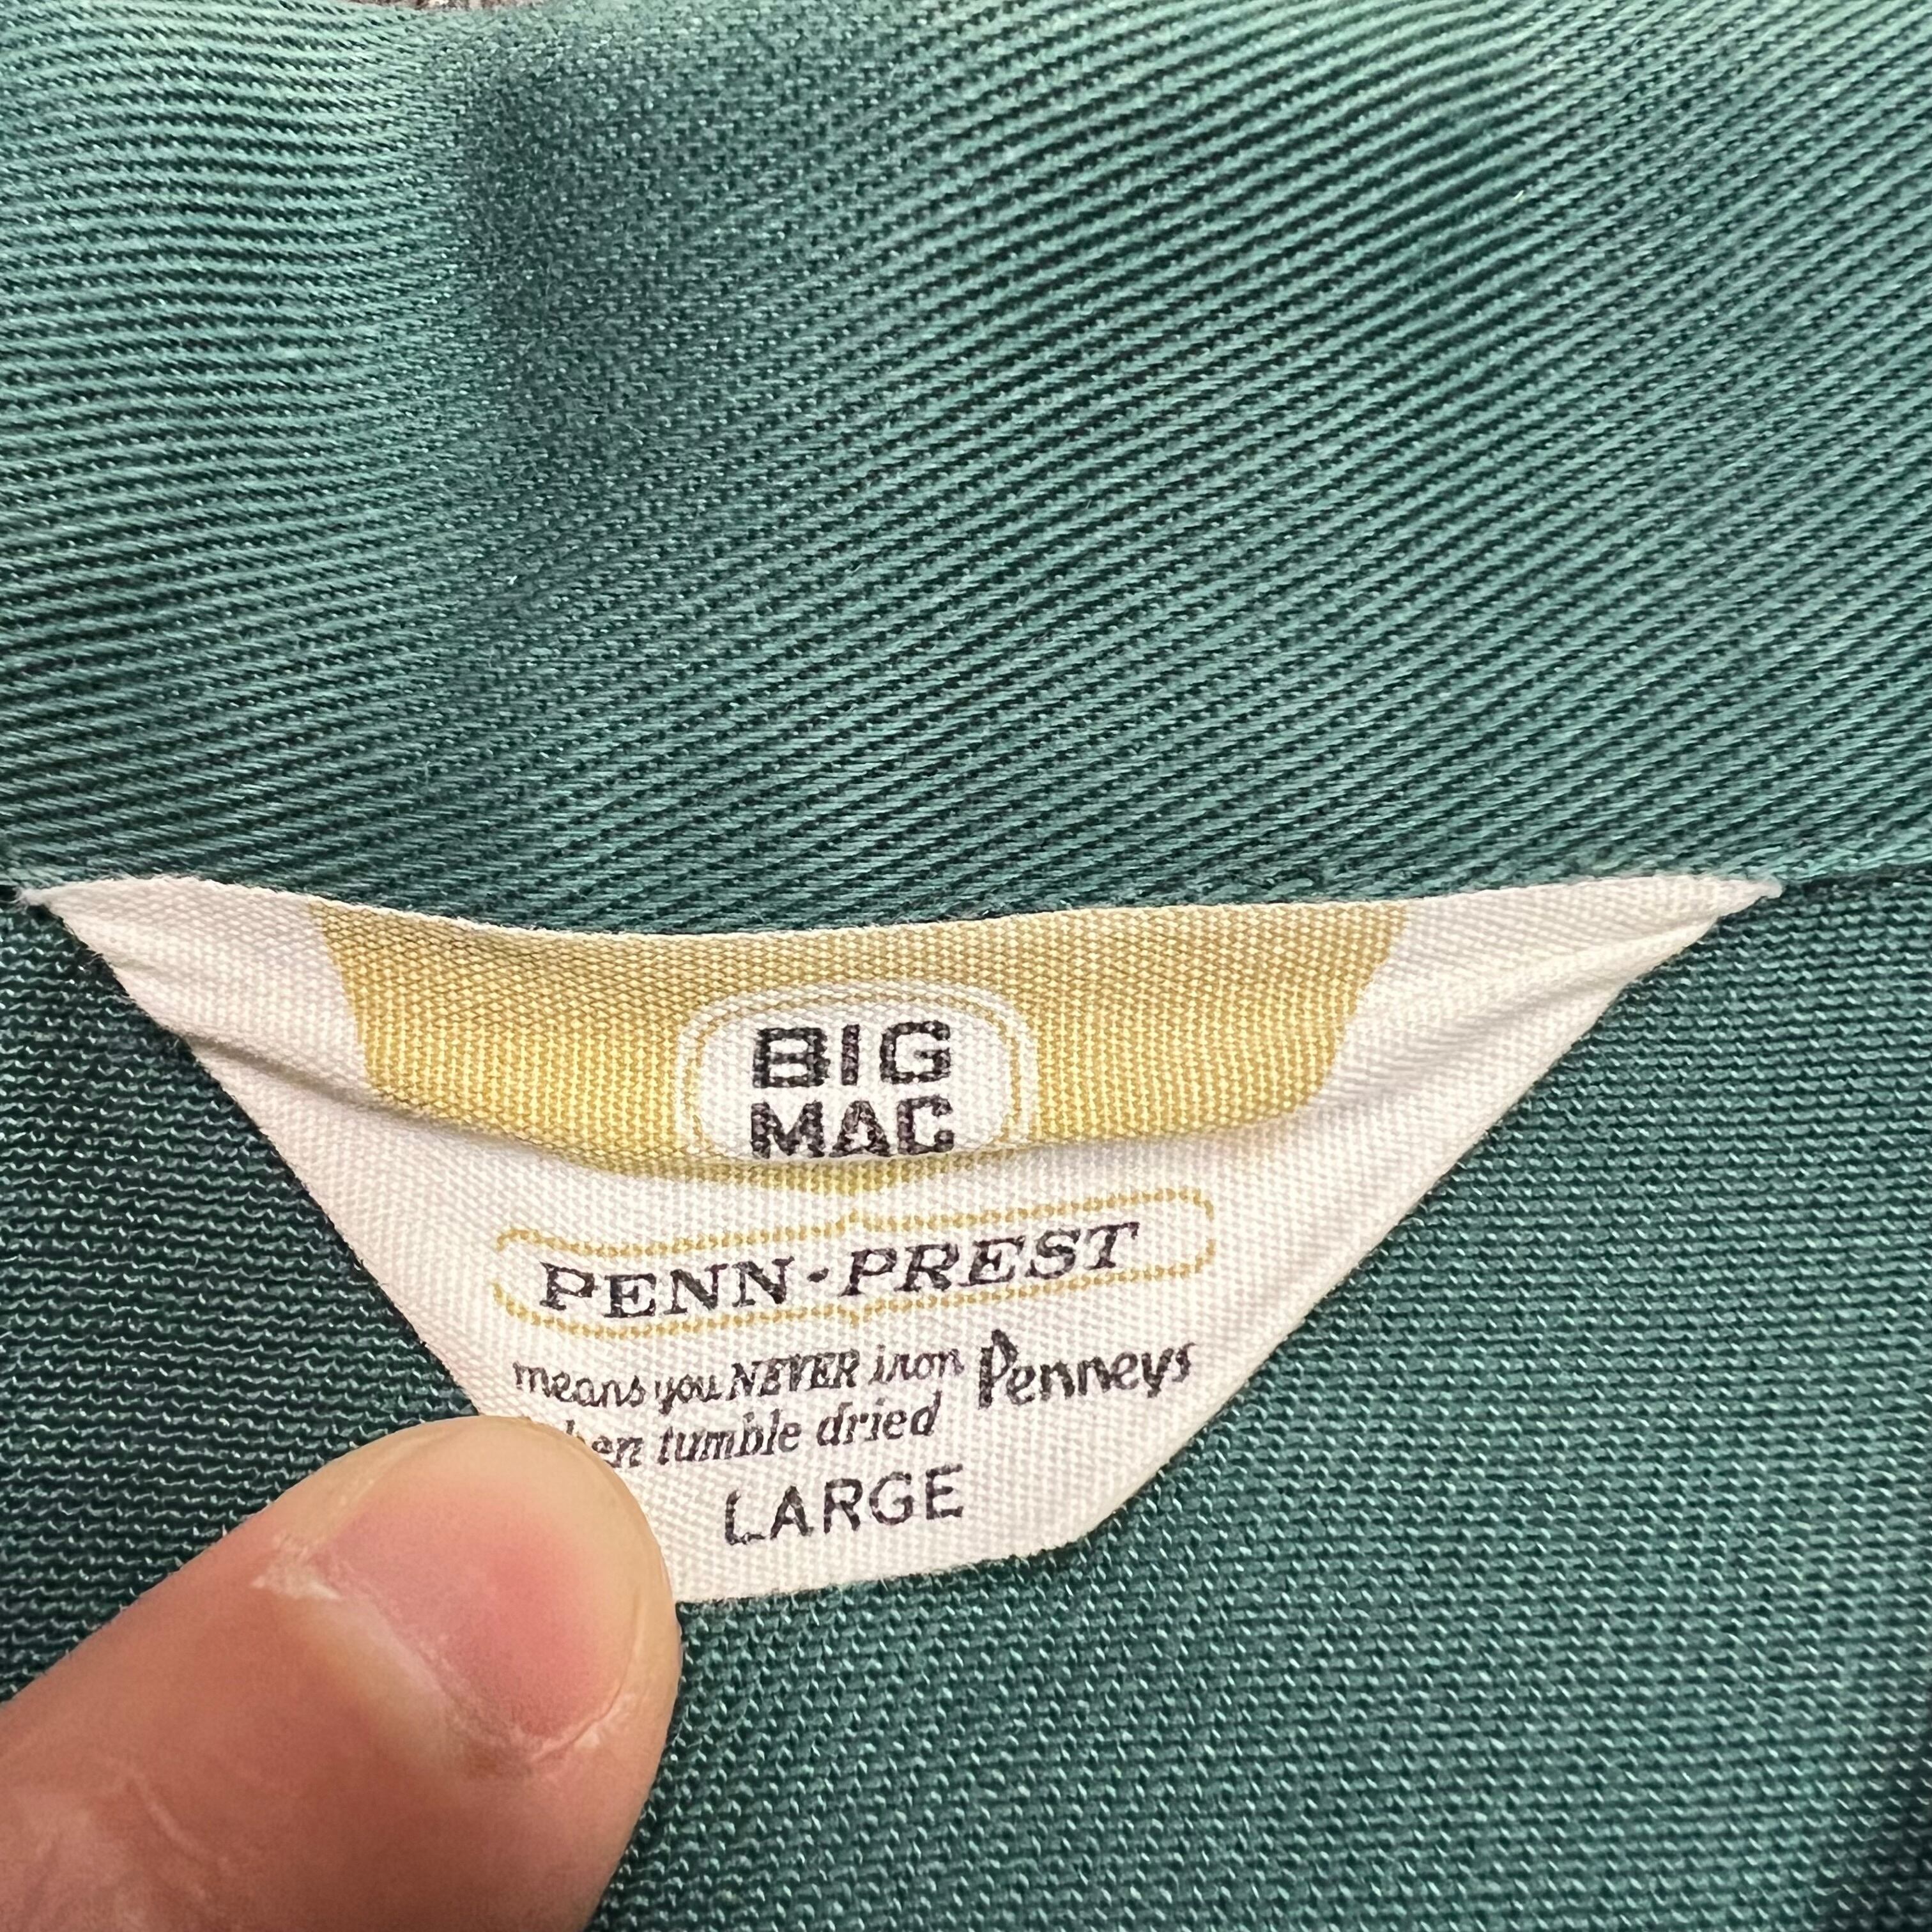 BIG
MAC
PENN-PREST
means you NEVER iron Penneys
tumble dried
LARGE